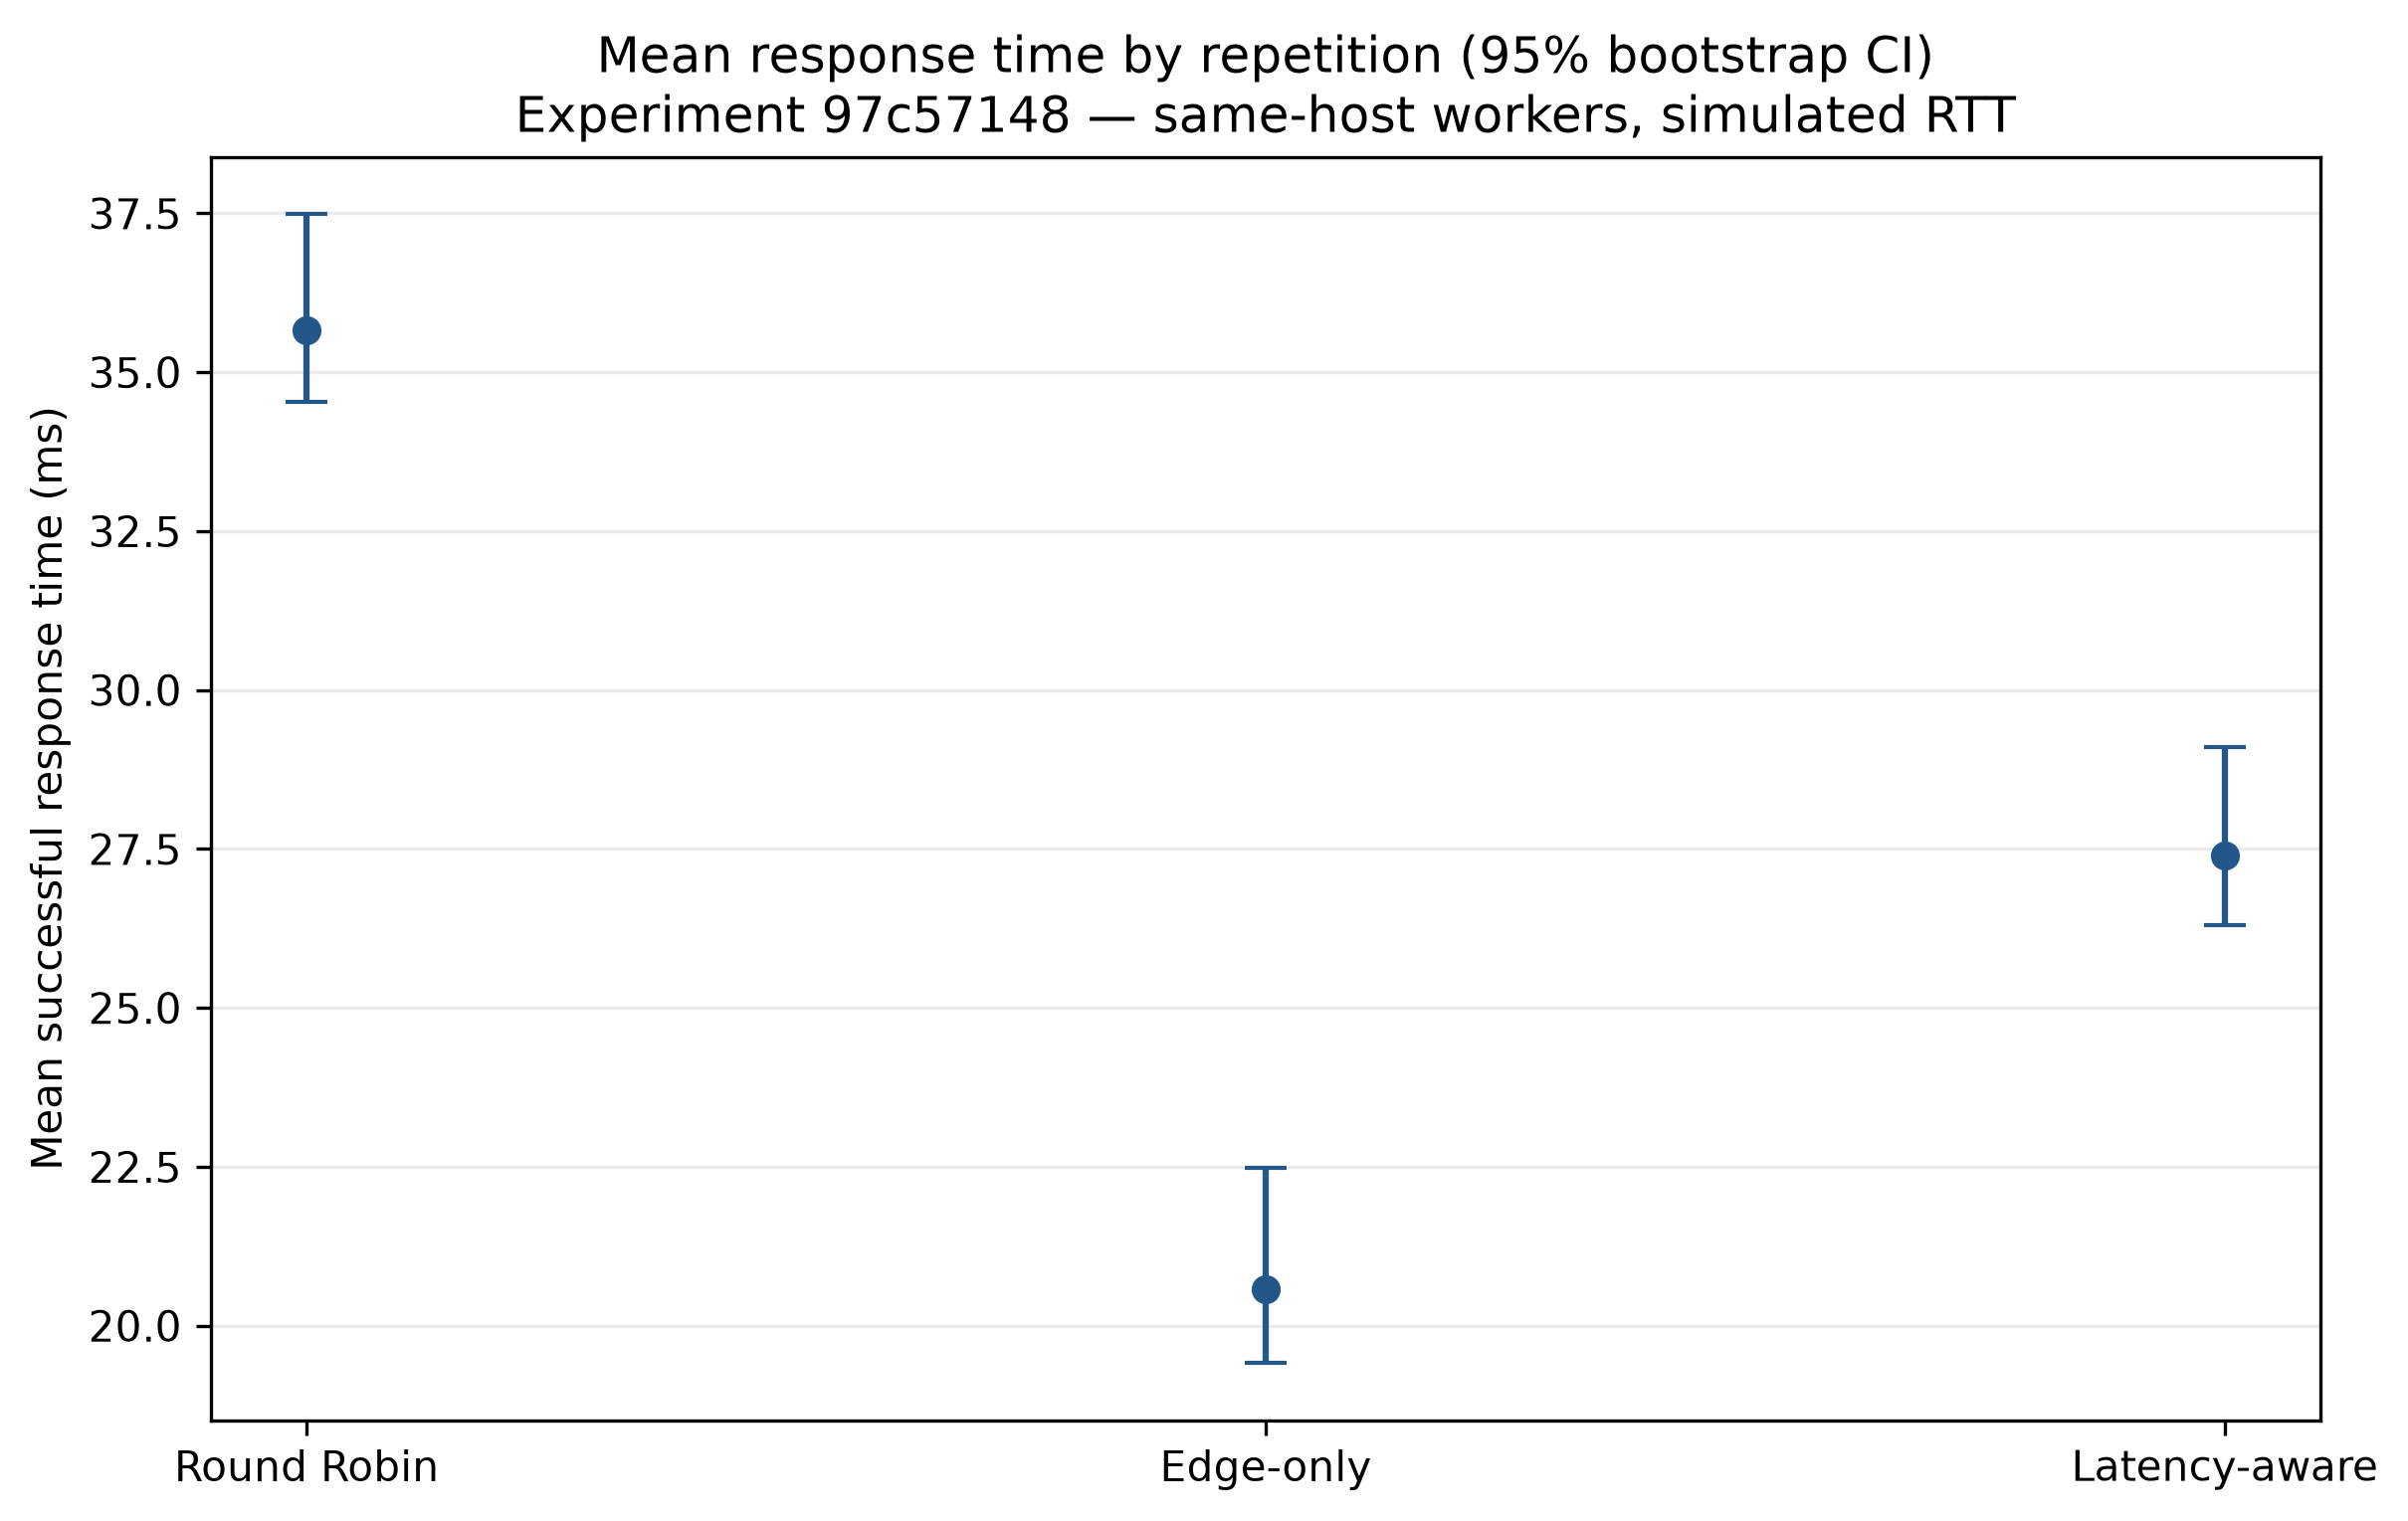 Mean response time by repetition (95% bootstrap CI)
Experiment 97c57148 — same-host workers, simulated RTT
Mean successful response time (ms)
37.5
35.0
32.5
30.0
27.5
25.0
22.5
20.0
Round Robin
Edge-only
Latency-aware